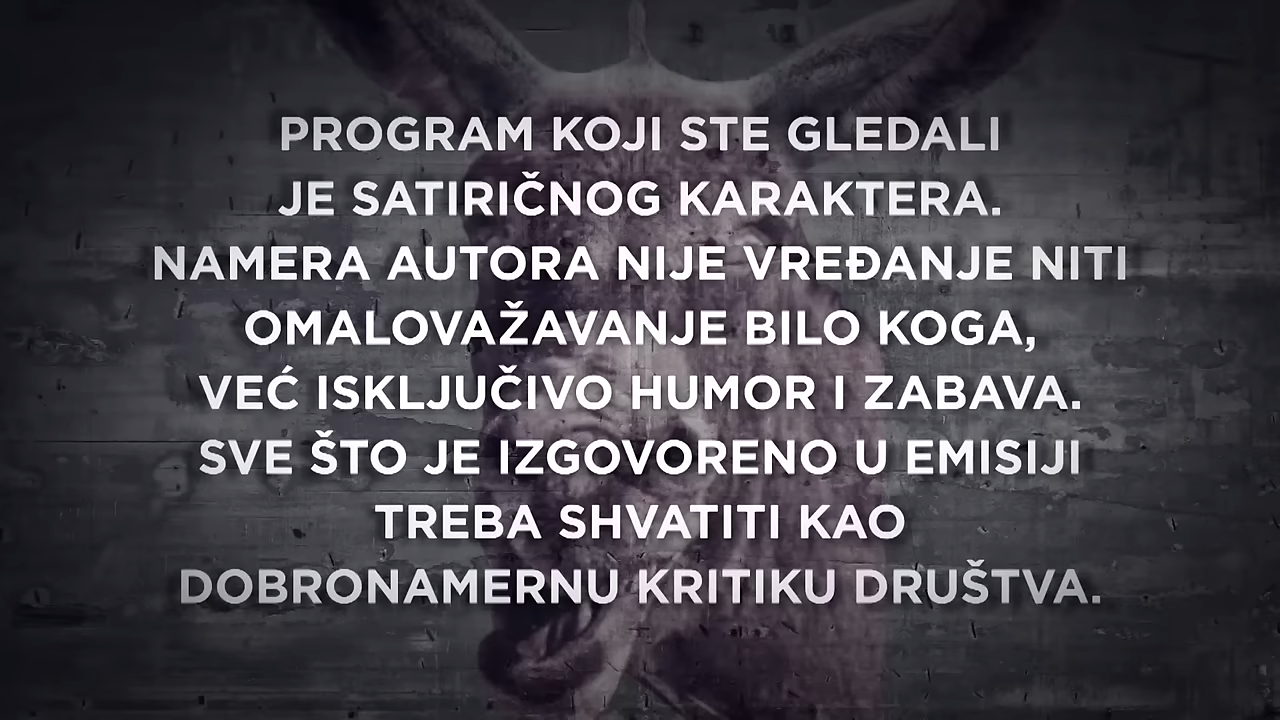 PROGRAM KOJI STE GLEDALI
JE SATIRIČNOG KARAKTERA.
NAMERA AUTORA NIJE VREĐANJE NITI
OMALOVAŽAVANJE BILO KOGA,
VEĆ ISKLJUČIVO HUMOR I ZABAVA.
SVE ŠTO JE IZGOVORENO U EMISIJI
TREBA SHVATITI KAO
DOBRONAMERNU KRITIKU DRUŠTVA.